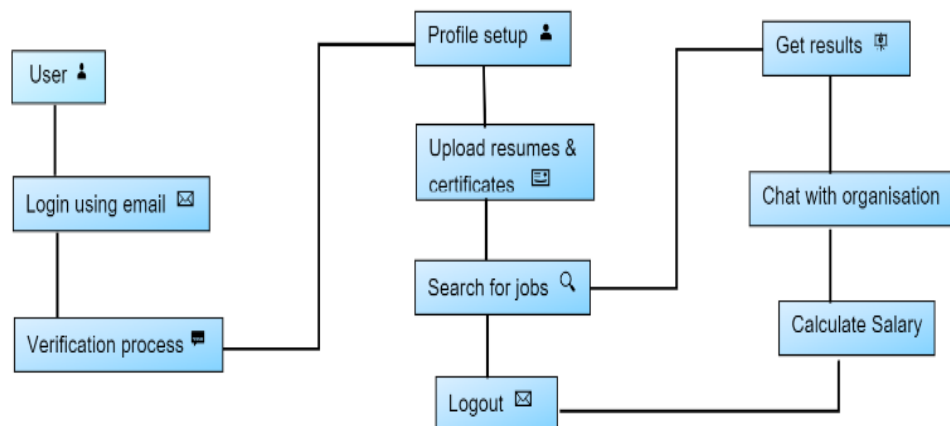 User
Login using email
Verification process
Profile setup
Upload resumes &
certificates
Search for jobs
Logout
Get results
Chat with organisation
Calculate Salary